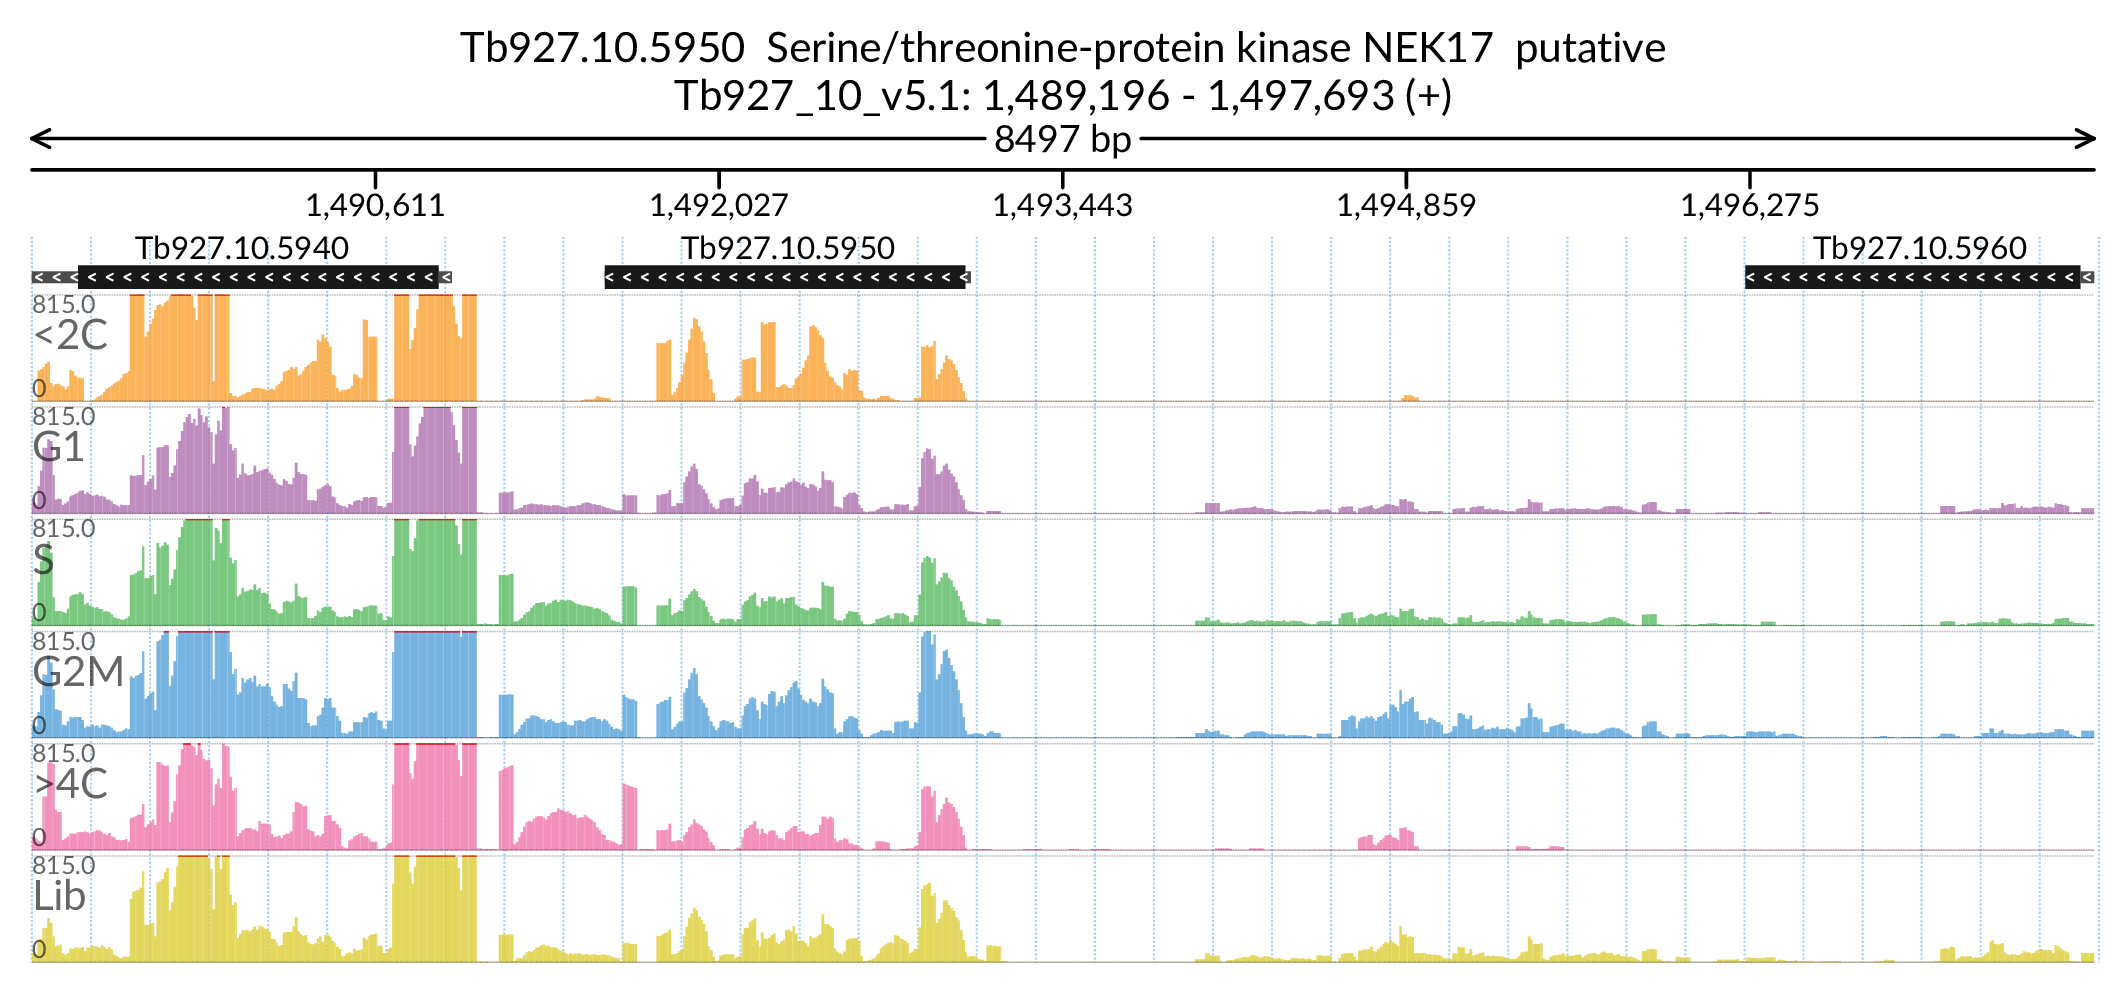 Tb927.10.5950 Serine/threonine-protein kinase NEK17 putative
Tb927_10_v5.1: 1,489,196 - 1,497,693 (+)
8497 bp
1,490,611 1,492,027 1,493,443 1,494,859 1,496,275
Tb927.10.5940 Tb927.10.5950 Tb927.10.5960
815.0
<2C
0
815.0
G1
0
815.0
S
0
815.0
G2M
0
815.0
>4C
0
815.0
Lib
0